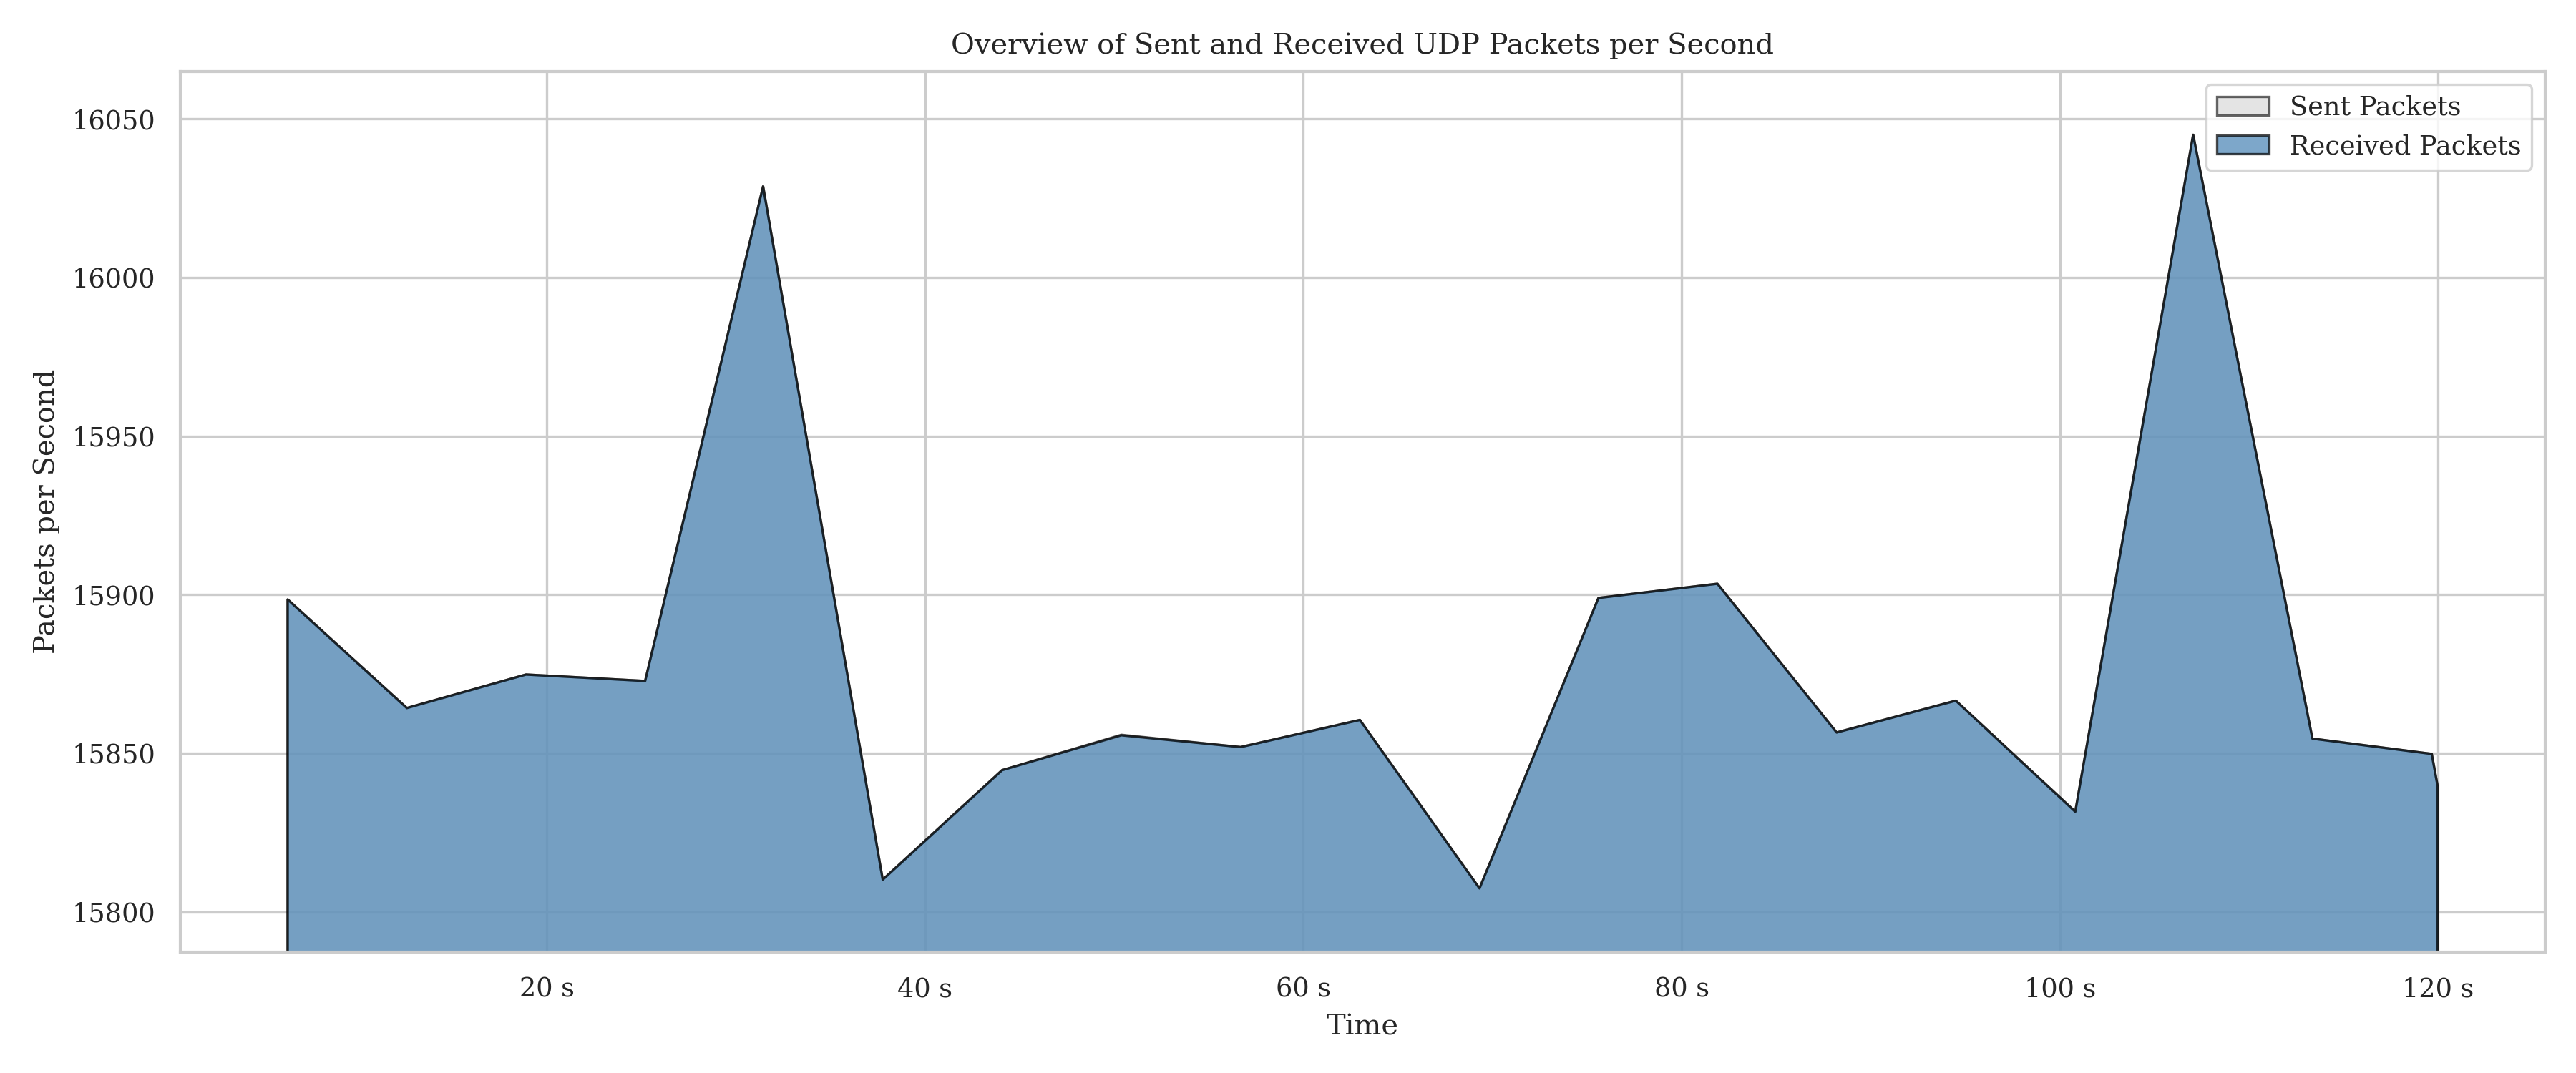 Overview of Sent and Received UDP Packets per Second
Sent Packets
Received Packets
Packets per Second
16050
16000
15950
15900
15850
15800
20 s
40 s
60 s
80 s
100 s
120 s
Time